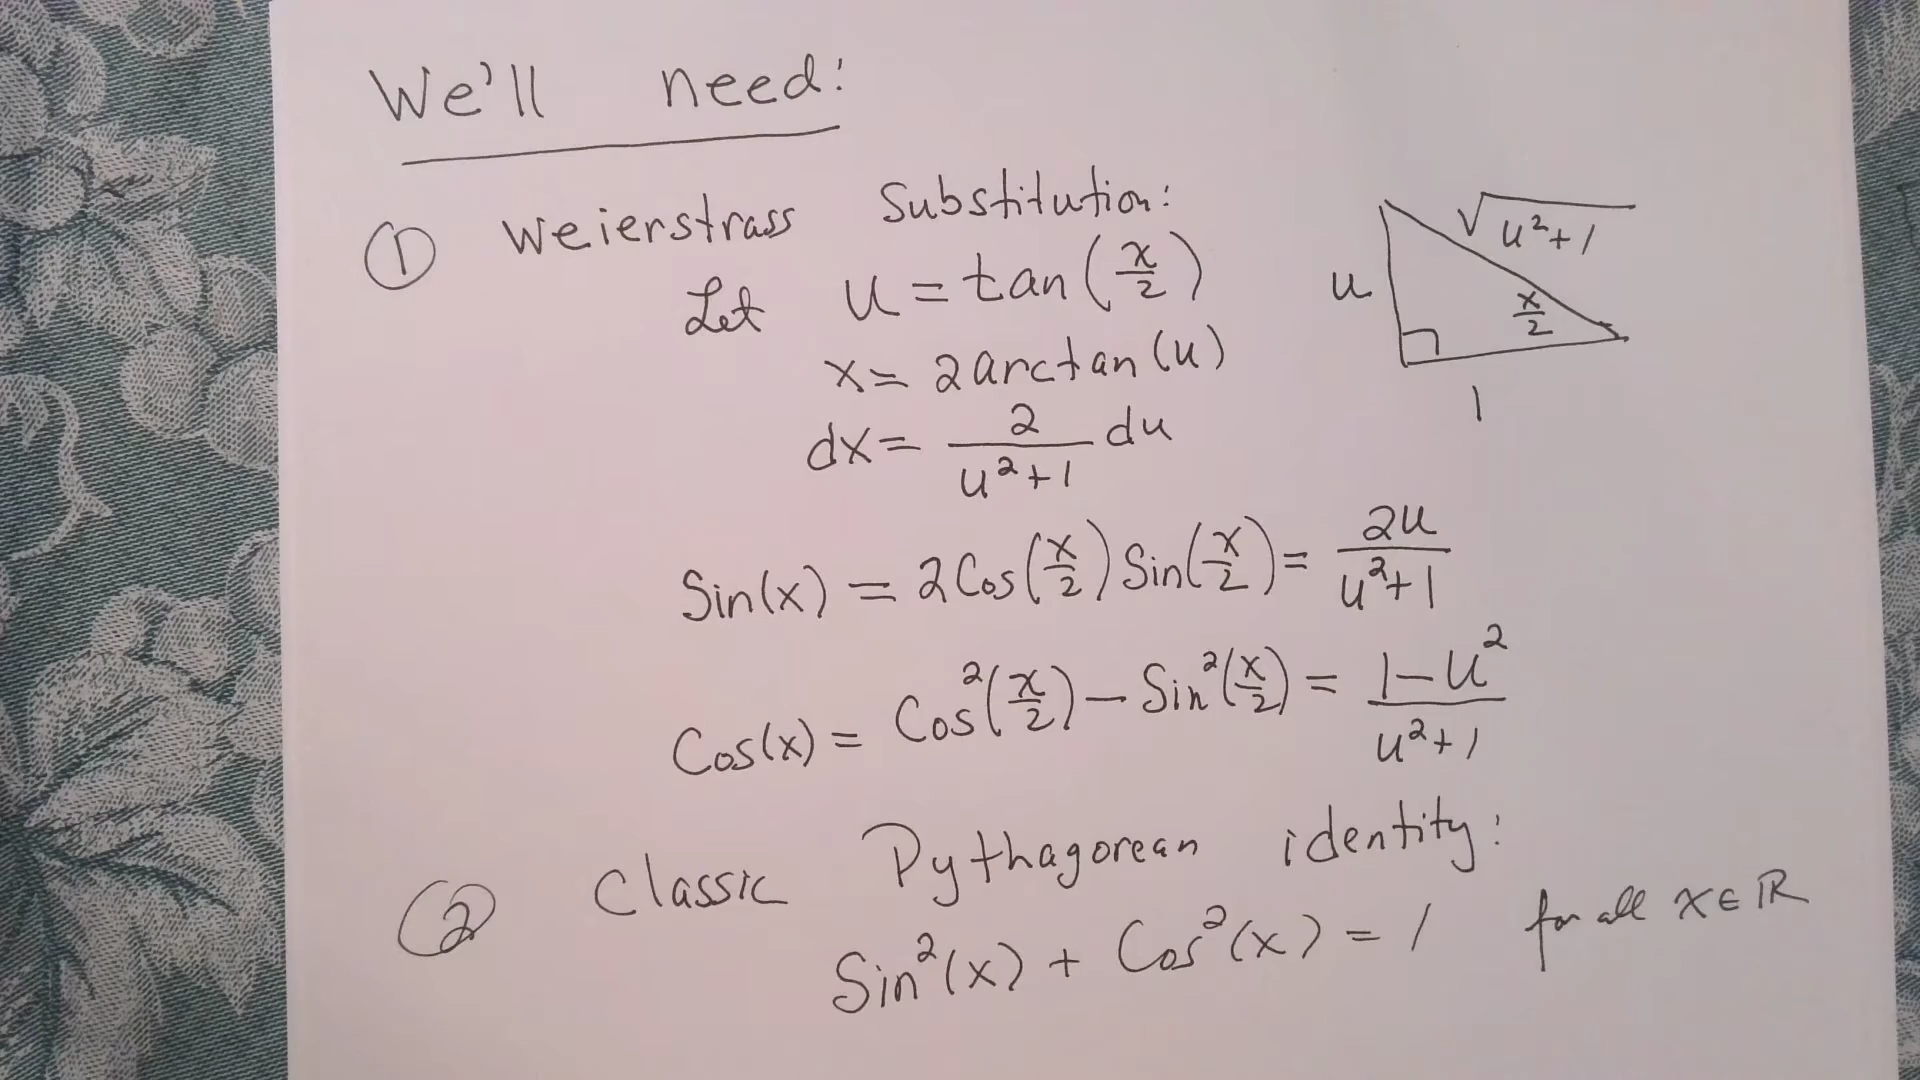 We'll need:
① Weierstrass Substitution:
Let u = tan(x/2)
x = 2arctan(u)
dx = 2/(u²+1) du
√(u²+1)
u
x/2
1
Sin(x) = 2Cos(x/2)Sin(x/2) = 2u/(u²+1)
Cos(x) = Cos²(x/2) – Sin²(x/2) = (1–u²)/(u²+1)
② Classic Pythagorean identity:
Sin²(x) + Cos²(x) = 1 for all x∈ℝ